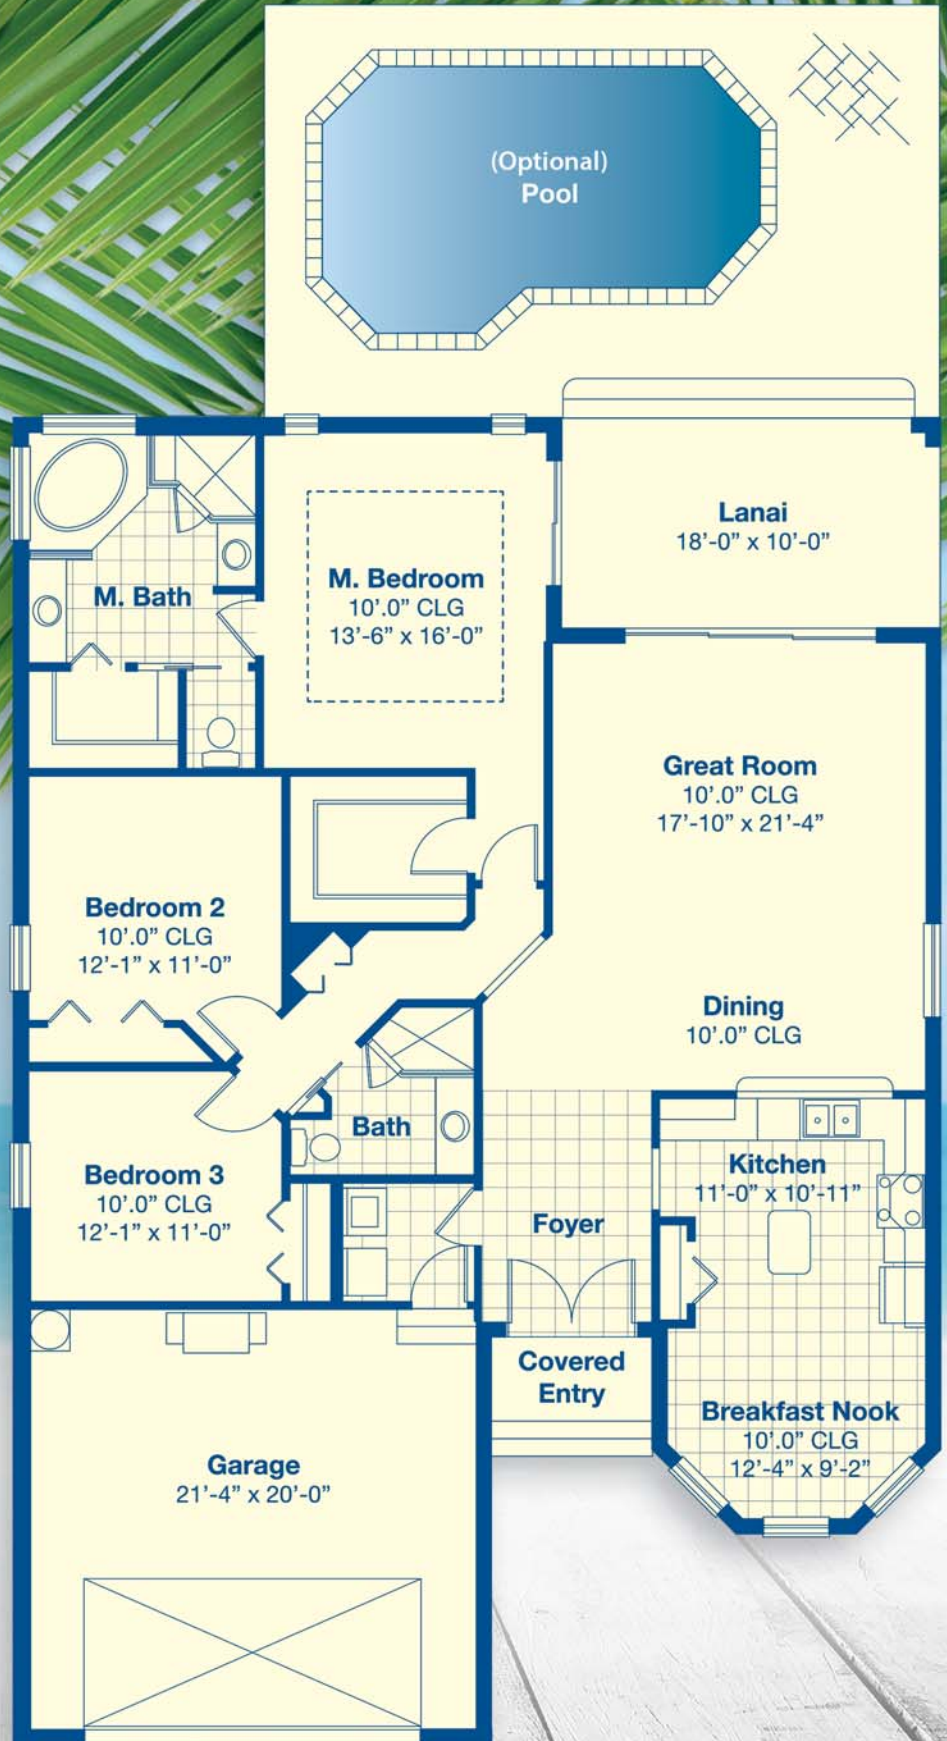 (Optional)
Pool
Lanai
18'-0” x 10'-0”
M. Bedroom
10'.0” CLG
13'-6” x 16'-0”
M. Bath
Great Room
10'.0” CLG
17'-10” x 21'-4”
Bedroom 2
10'.0” CLG
12'-1” x 11'-0”
Dining
10'.0” CLG
Bath
Bedroom 3
10'.0” CLG
12'-1” x 11'-0”
Kitchen
11'-0” x 10'-11”
Foyer
Covered
Entry
Breakfast Nook
10'.0” CLG
12'-4” x 9'-2”
Garage
21'-4” x 20'-0”